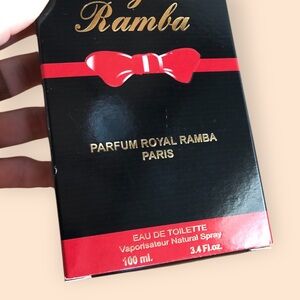 Ramba
PARFUM ROYAL RAMBA
PARIS
EAU DE TOILETTE
Vaporisateur Natural Spray
100 ml.
3.4 Fl.oz.